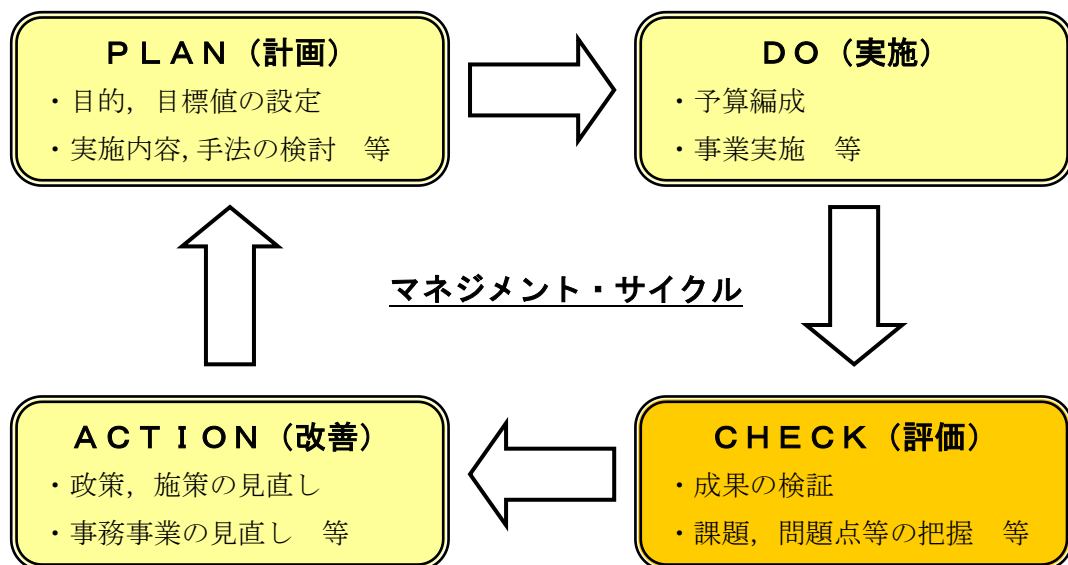 ＰＬＡＮ（計画）
・目的，目標値の設定
・実施内容,手法の検討　等
ＤＯ（実施）
・予算編成
・事業実施　等
マネジメント・サイクル
ＡＣＴＩＯＮ（改善）
・政策，施策の見直し
・事務事業の見直し　等
ＣＨＥＣＫ（評価）
・成果の検証
・課題，問題点等の把握　等